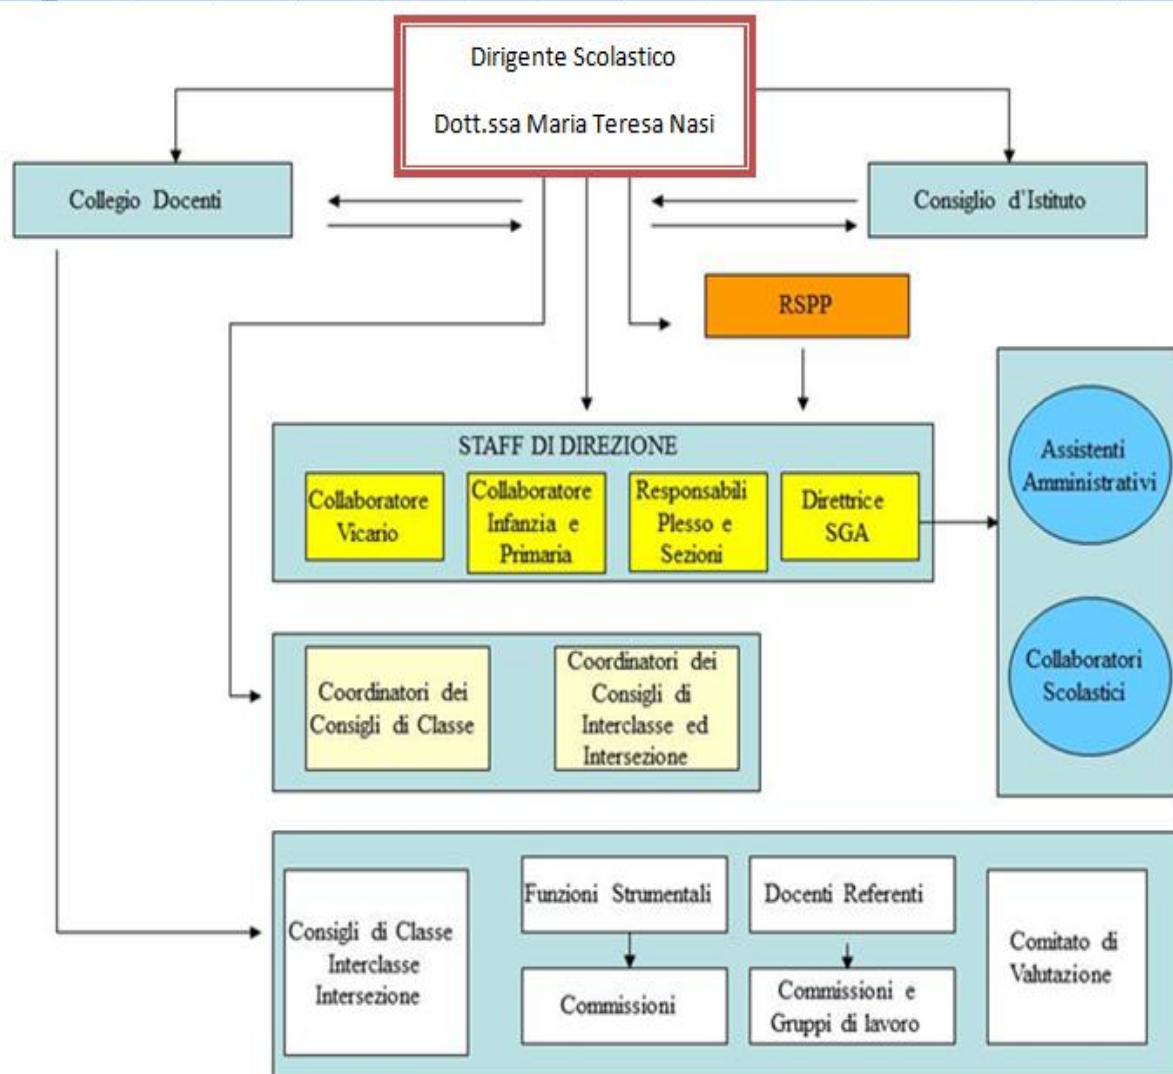 Dirigente Scolastico
Dott.ssa Maria Teresa Nasi
Collegio Docenti
Consiglio d'Istituto
RSPP
STAFF DI DIREZIONE
Collaboratore
Vicario
Collaboratore
Infanzia e
Primaria
Responsabili
Plesso e
Sezioni
Direttrice
SGA
Assistenti
Amministrativi
Collaboratori
Scolastici
Coordinatori dei
Consigli di Classe
Coordinatori dei
Consigli di
Interclasse ed
Intersezione
Consigli di Classe
Interclasse
Intersezione
Funzioni Strumentali
Commissioni
Docenti Referenti
Commissioni e
Gruppi di lavoro
Comitato di
Valutazione